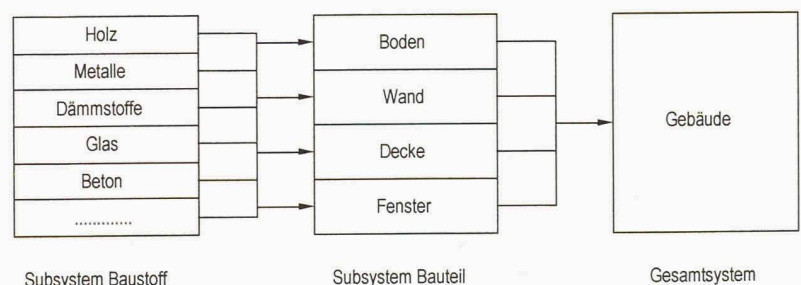 Holz
Metalle
Dämmstoffe
Glas
Beton
.............
Subsystem Baustoff
Boden
Wand
Decke
Fenster
Subsystem Bauteil
Gebäude
Gesamtsystem